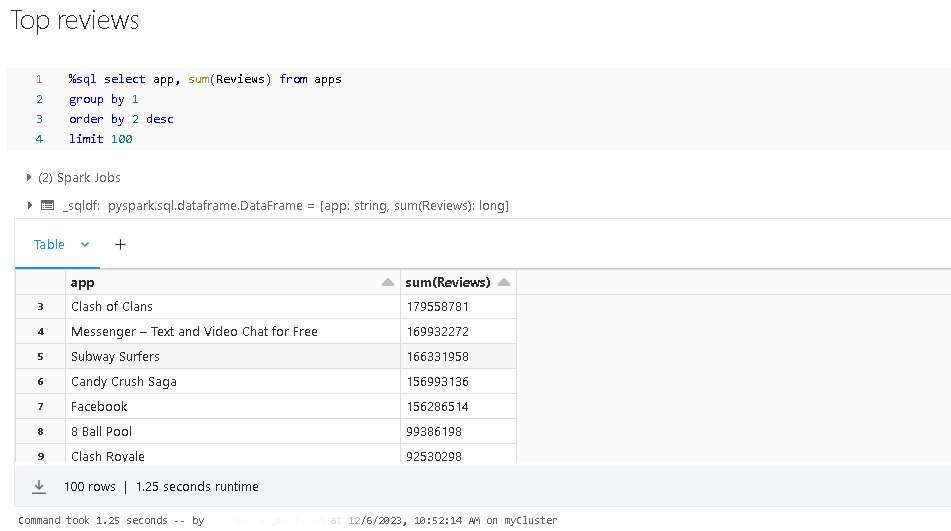 Top reviews
1 %sql select app, sum(Reviews) from apps
2 group by 1
3 order by 2 desc
4 limit 100
(2) Spark Jobs
_sqldf: pyspark.sql.dataframe.DataFrame = [app: string, sum(Reviews): long]
Table +
app sum(Reviews)
3 Clash of Clans 179558781
4 Messenger – Text and Video Chat for Free 169932272
5 Subway Surfers 166331958
6 Candy Crush Saga 156993136
7 Facebook 156286514
8 8 Ball Pool 99386198
9 Clash Royale 92530298
100 rows | 1.25 seconds runtime
Command took 1.25 seconds -- by at 12/6/2023, 10:52:14 AM on myCluster